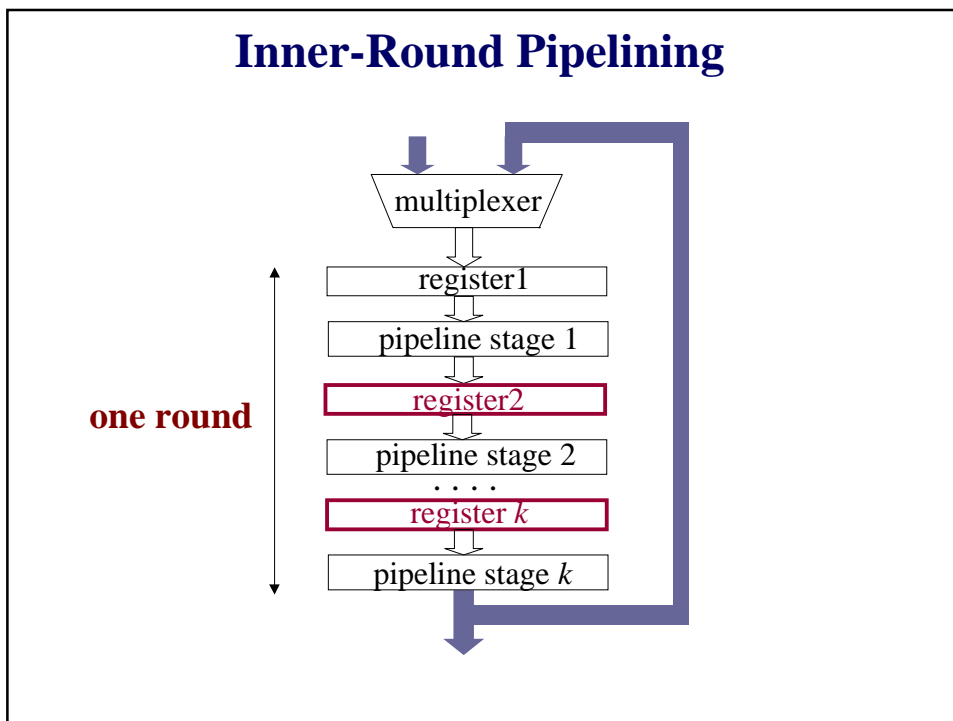 Inner-Round Pipelining
multiplexer
register1
pipeline stage 1
one round
register2
pipeline stage 2
. . . .
register k
pipeline stage k